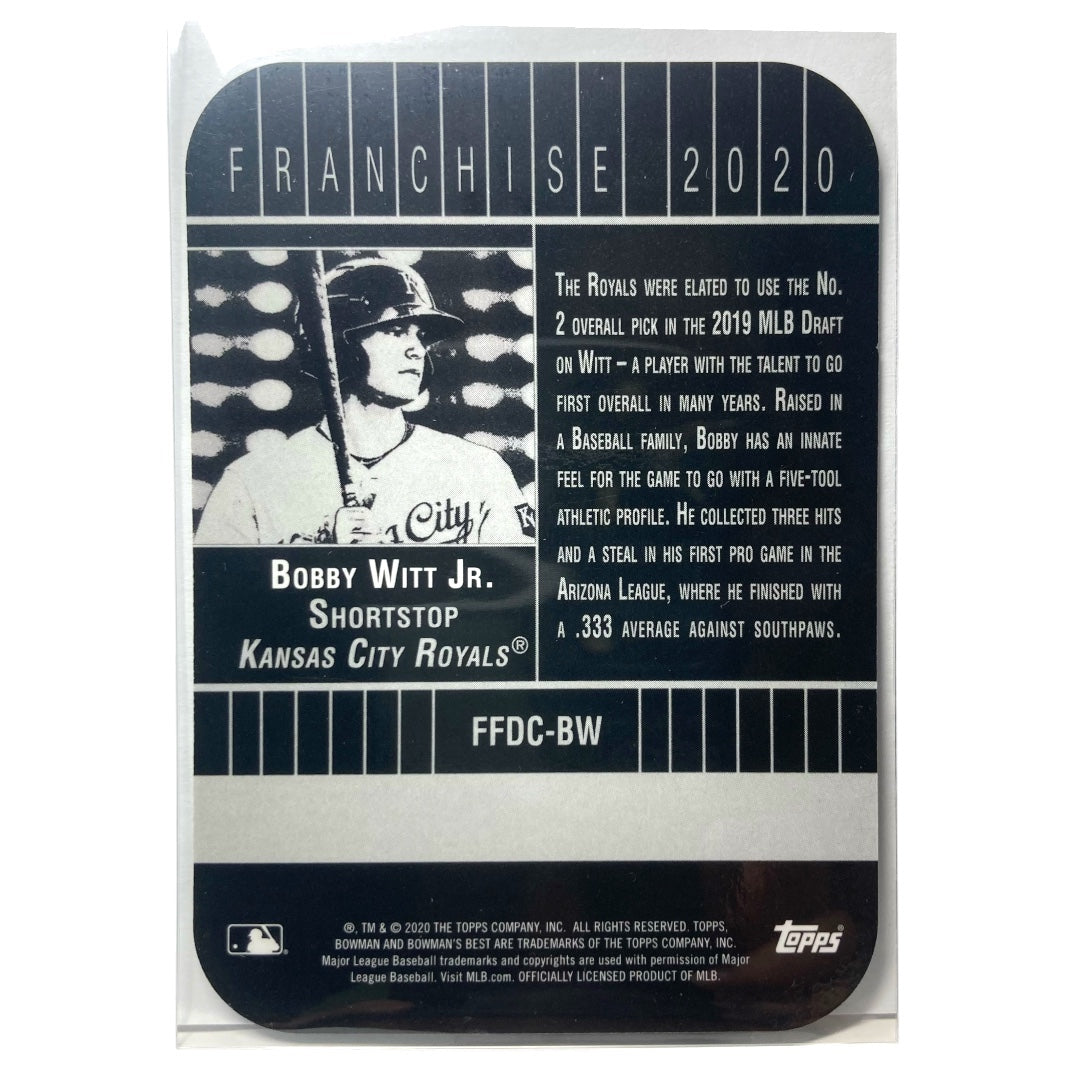 FRANCHISE 2020
THE ROYALS WERE ELATED TO USE THE NO.
2 OVERALL PICK IN THE 2019 MLB DRAFT
ON WITT – A PLAYER WITH THE TALENT TO GO
FIRST OVERALL IN MANY YEARS. RAISED IN
A BASEBALL FAMILY, BOBBY HAS AN INNATE
FEEL FOR THE GAME TO GO WITH A FIVE-TOOL
ATHLETIC PROFILE. HE COLLECTED THREE HITS
AND A STEAL IN HIS FIRST PRO GAME IN THE
ARIZONA LEAGUE, WHERE HE FINISHED WITH
A .333 AVERAGE AGAINST SOUTHPAWS.
City
BOBBY WITT JR.
SHORTSTOP
KANSAS CITY ROYALS®
FFDC-BW
®, TM & © 2020 THE TOPPS COMPANY, INC. ALL RIGHTS RESERVED. TOPPS,
BOWMAN AND BOWMAN'S BEST ARE TRADEMARKS OF THE TOPPS COMPANY, INC.
Major League Baseball trademarks and copyrights are used with permission of Major
League Baseball. Visit MLB.com. OFFICIALLY LICENSED PRODUCT OF MLB.
topps®